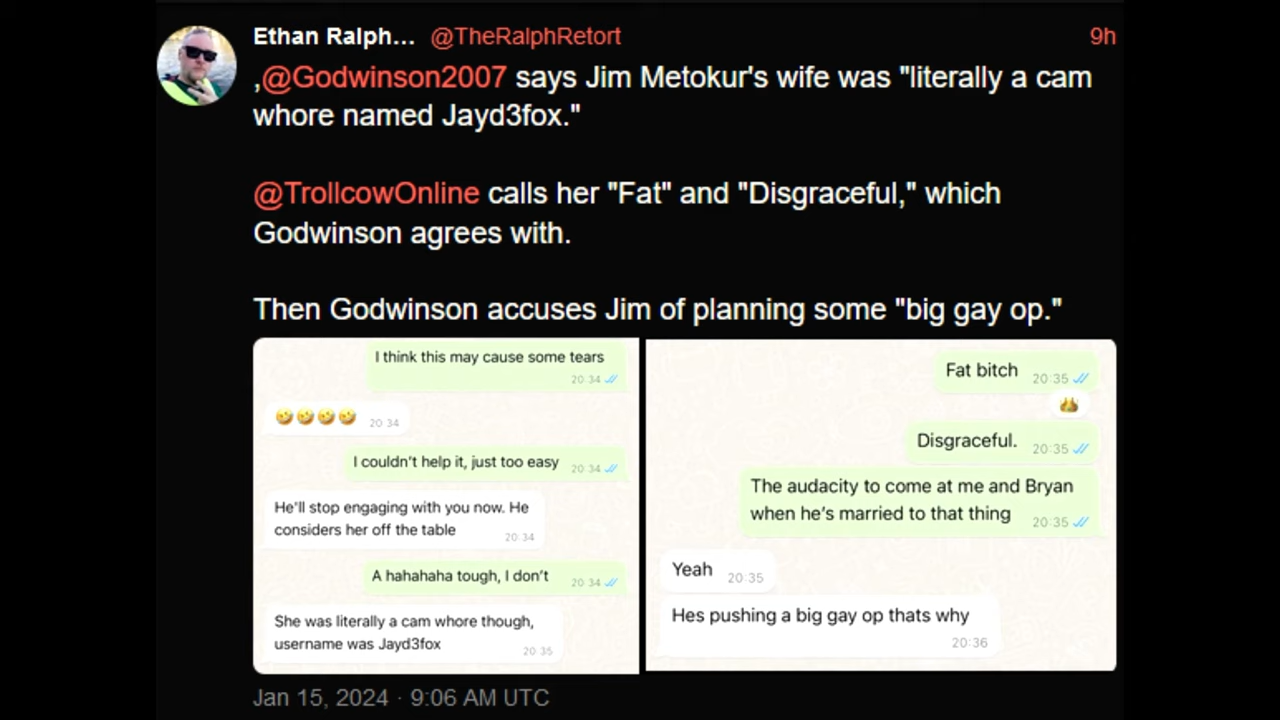 Ethan Ralph... @TheRalphRetort 9h
,@Godwinson2007 says Jim Metokur's wife was "literally a cam
whore named Jayd3fox."
@TrollcowOnline calls her "Fat" and "Disgraceful," which
Godwinson agrees with.
Then Godwinson accuses Jim of planning some "big gay op."
I think this may cause some tears
20:34
🤣🤣🤣🤣 20:34
I couldn't help it, just too easy 20:34
He'll stop engaging with you now. He
considers her off the table 20:34
A hahahaha tough, I don't 20:34
She was literally a cam whore though,
username was Jayd3fox 20:35
Fat bitch 20:35
Disgraceful. 20:35
The audacity to come at me and Bryan
when he's married to that thing 20:35
Yeah 20:35
Hes pushing a big gay op thats why
20:36
Jan 15, 2024 · 9:06 AM UTC